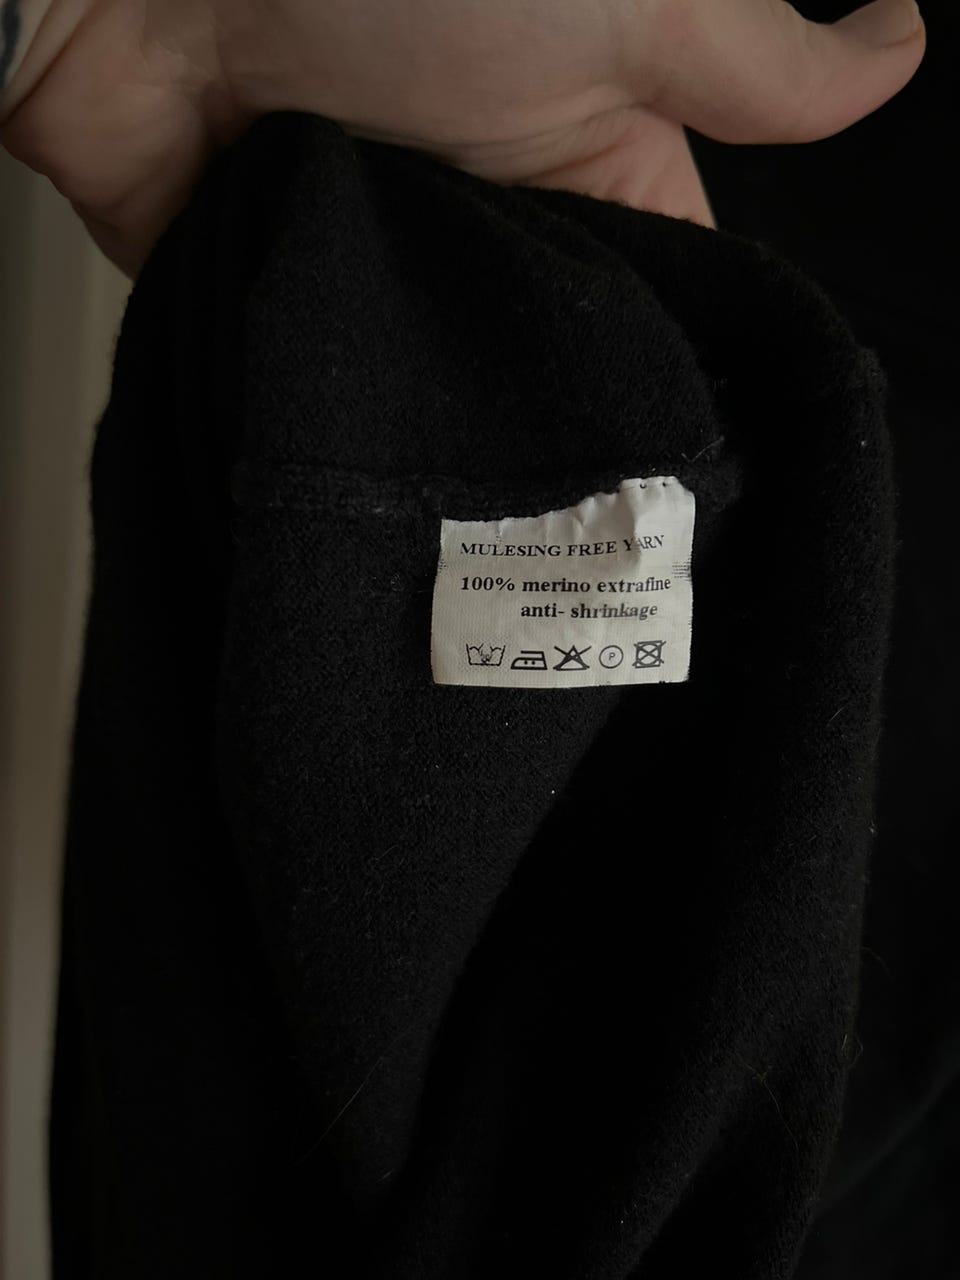 MULESING FREE YARN
100% merino extrafine
anti- shrinkage
P